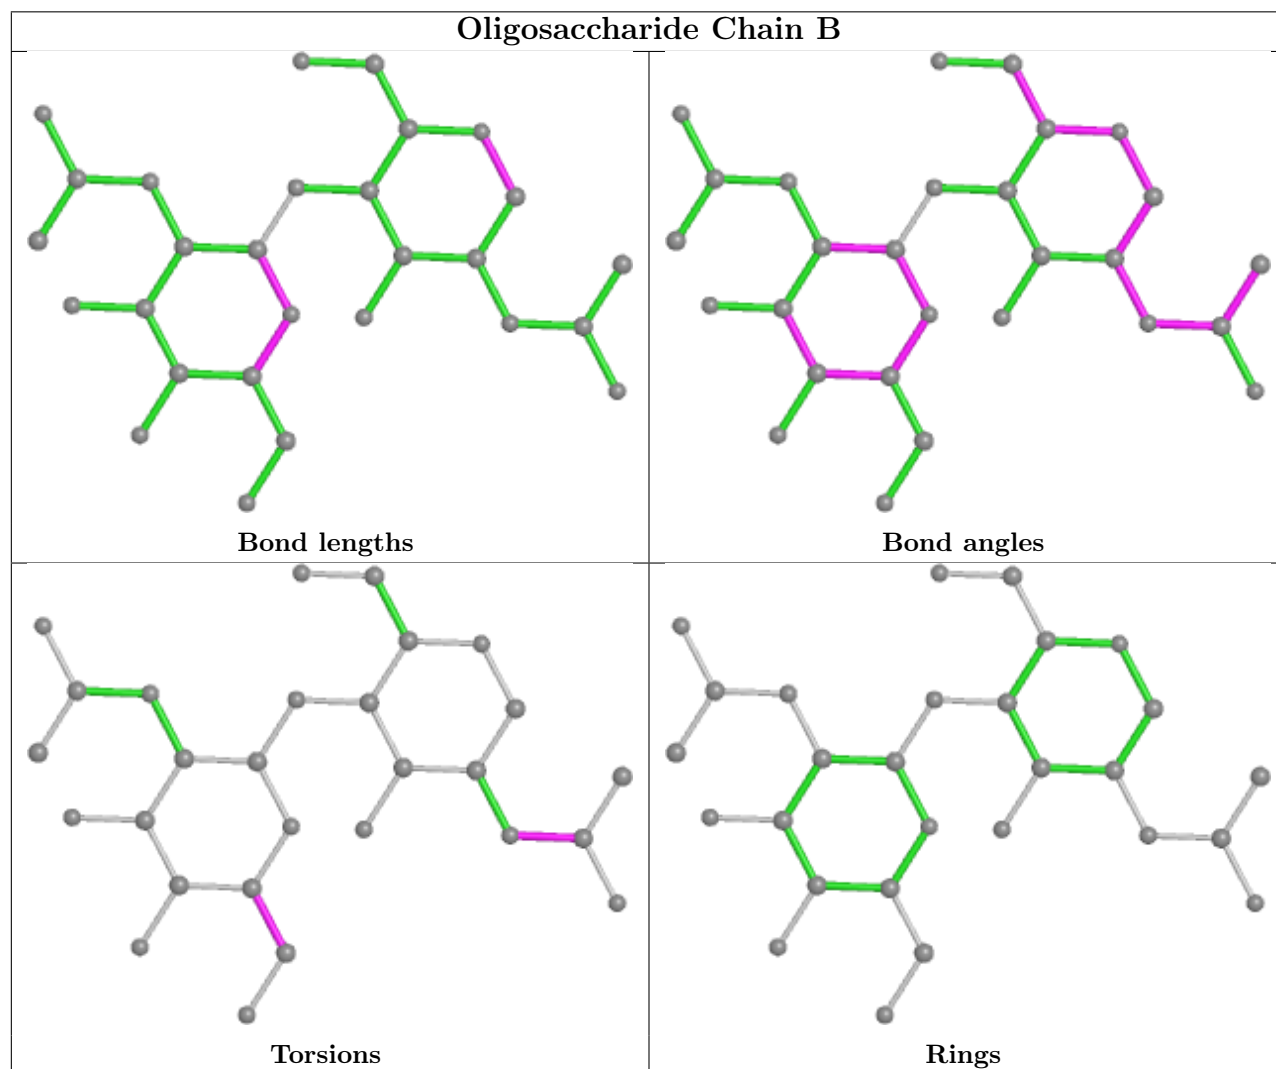 Oligosaccharide Chain B
Bond lengths
Bond angles
Torsions
Rings